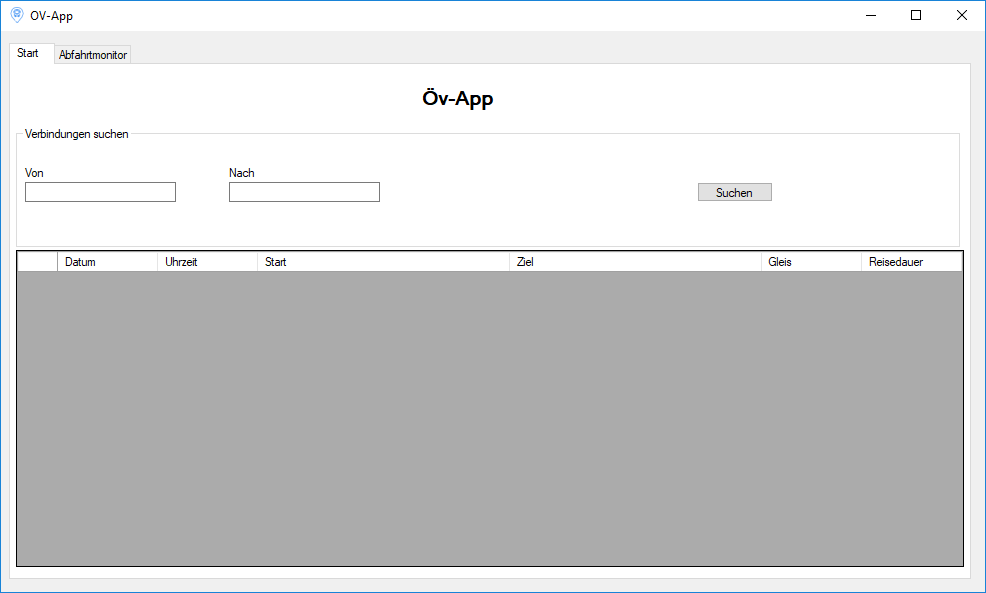 OV-App
Start Abfahrtmonitor
Öv-App
Verbindungen suchen
Von Nach
Suchen
Datum Uhrzeit Start Ziel Gleis Reisedauer